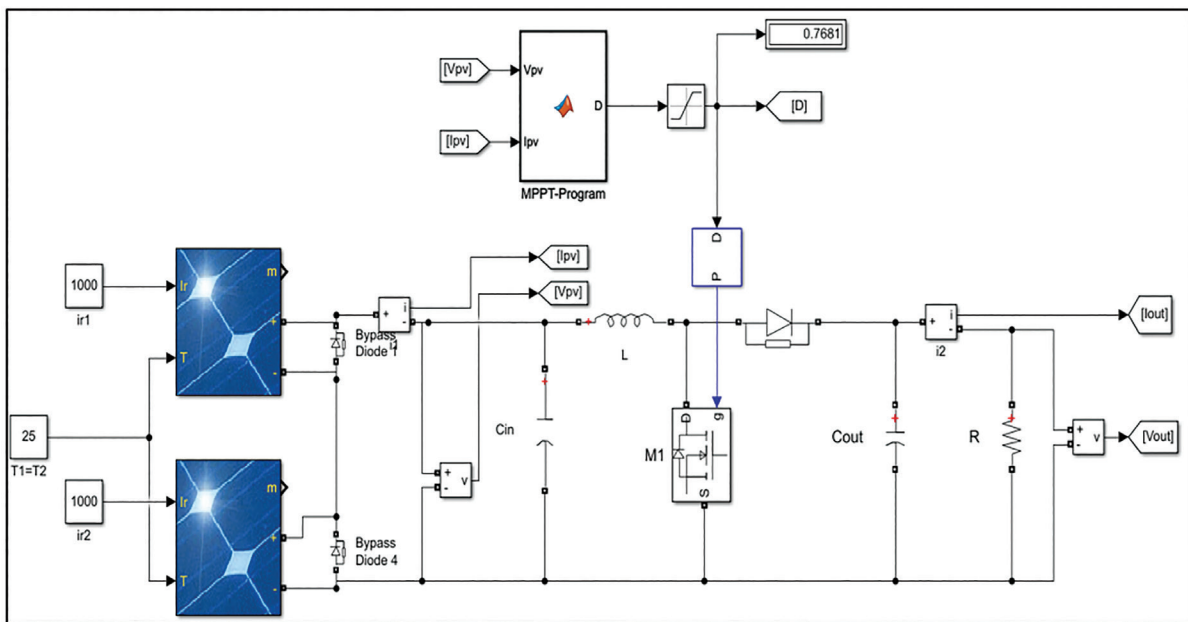 0.7681
[Vpv]
Vpv
D
[D]
[Ipv]
Ipv
MPPT-Program
D
P
1000
ir1
Ir
m
+
T
-
[Ipv]
[Vpv]
+
i
-
i1
Bypass
Diode 1
L
+
i
-
i2
[Iout]
25
T1=T2
1000
ir2
Ir
m
+
T
-
Cin
+
-
v
M1
D
g
S
Cout
R
+
-
v
[Vout]
Bypass
Diode 4